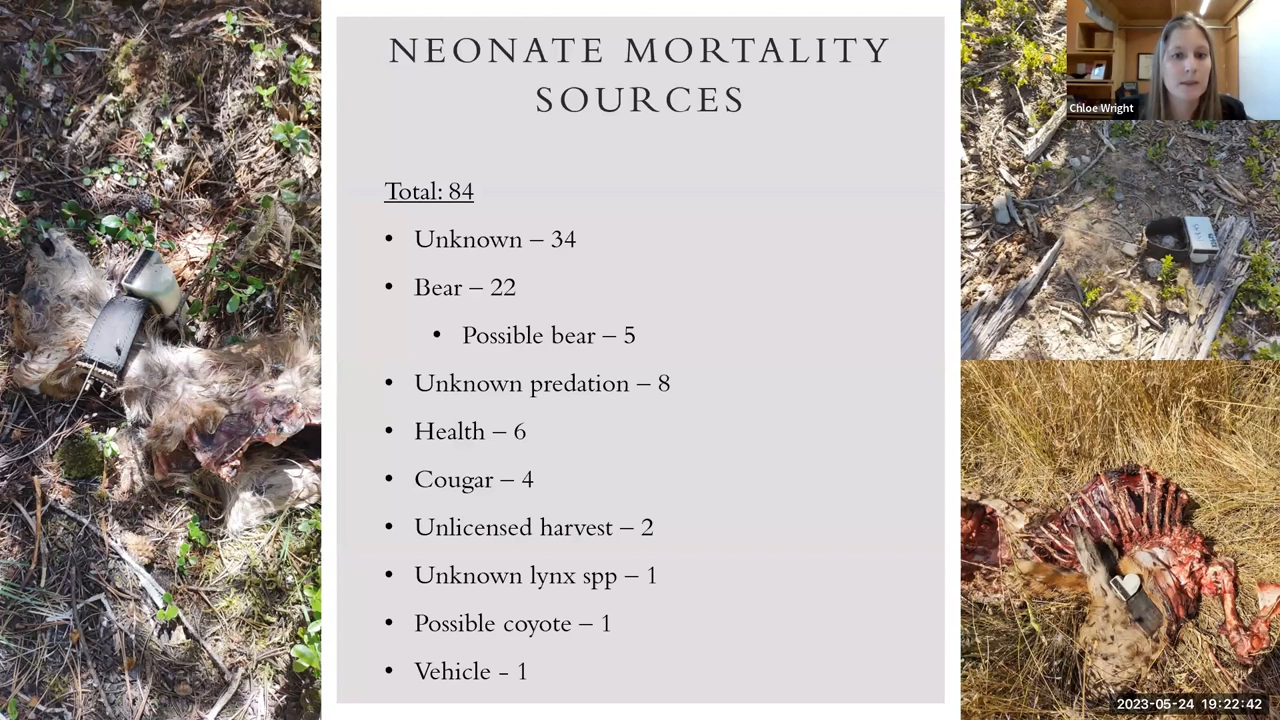 NEONATE MORTALITY
SOURCES
Chloe Wright
Total: 84
• Unknown – 34
• Bear – 22
• Possible bear – 5
• Unknown predation – 8
• Health – 6
• Cougar – 4
• Unlicensed harvest – 2
• Unknown lynx spp – 1
• Possible coyote – 1
• Vehicle - 1
2023-05-24 19:22:42